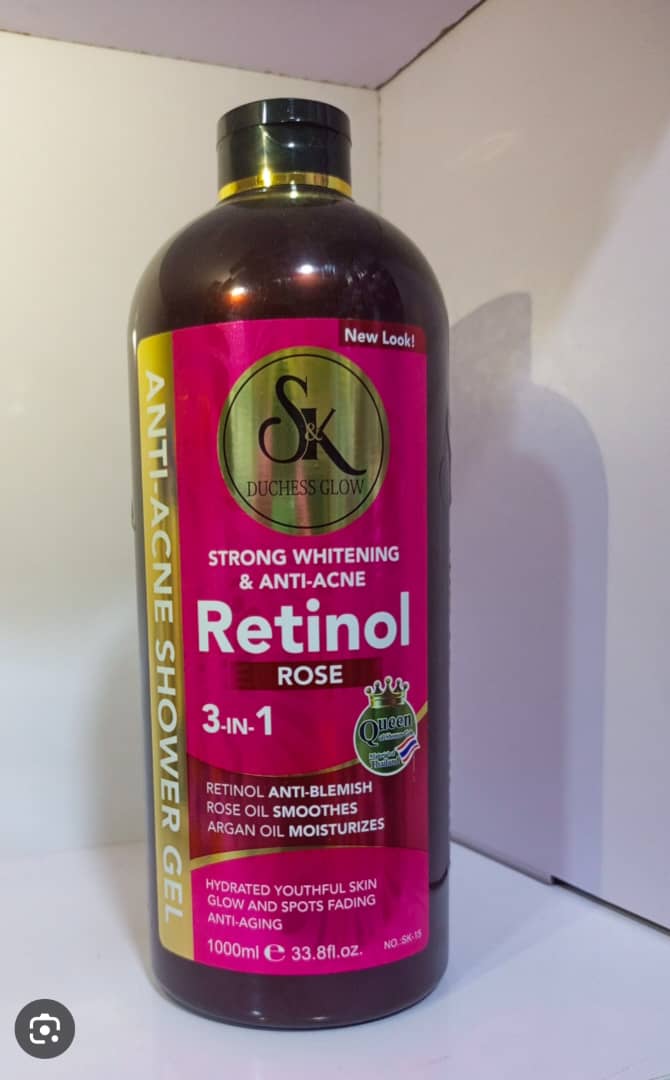 New Look!
S&K
DUCHESS GLOW
STRONG WHITENING
& ANTI-ACNE
Retinol
ROSE
3-IN-1
Queen
Thailand
RETINOL ANTI-BLEMISH
ROSE OIL SMOOTHES
ARGAN OIL MOISTURIZES
HYDRATED YOUTHFUL SKIN
GLOW AND SPOTS FADING
ANTI-AGING
1000ml e 33.8fl.oz.
NO.:SK-15
ANTI-ACNE SHOWER GEL